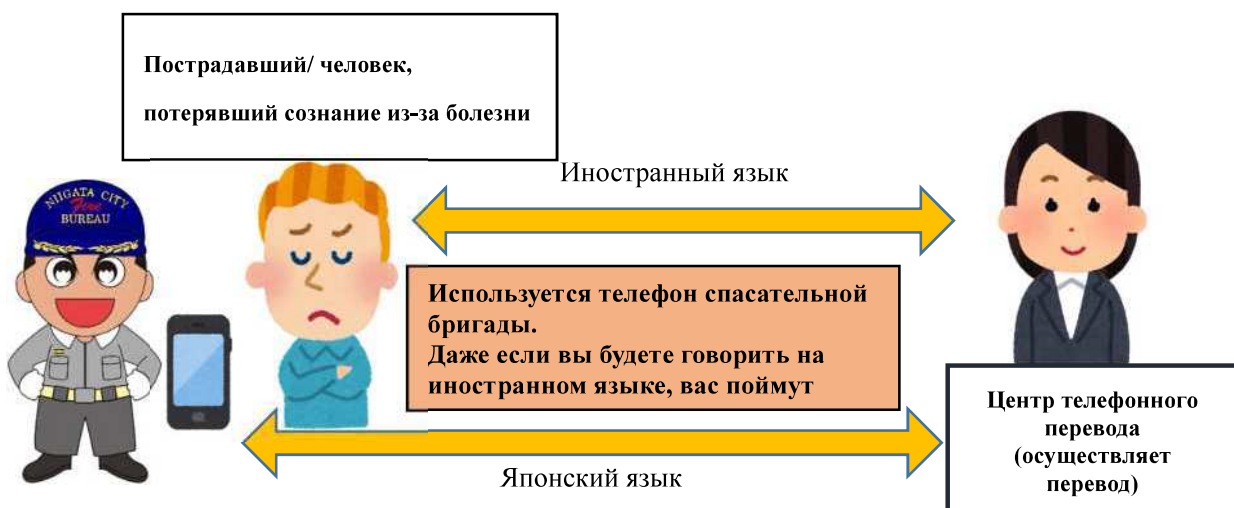 Пострадавший/ человек,
потерявший сознание из-за болезни
Иностранный язык
NIIGATA CITY
Fire
BUREAU
Используется телефон спасательной
бригады.
Даже если вы будете говорить на
иностранном языке, вас поймут
Центр телефонного
перевода
(осуществляет
перевод)
Японский язык